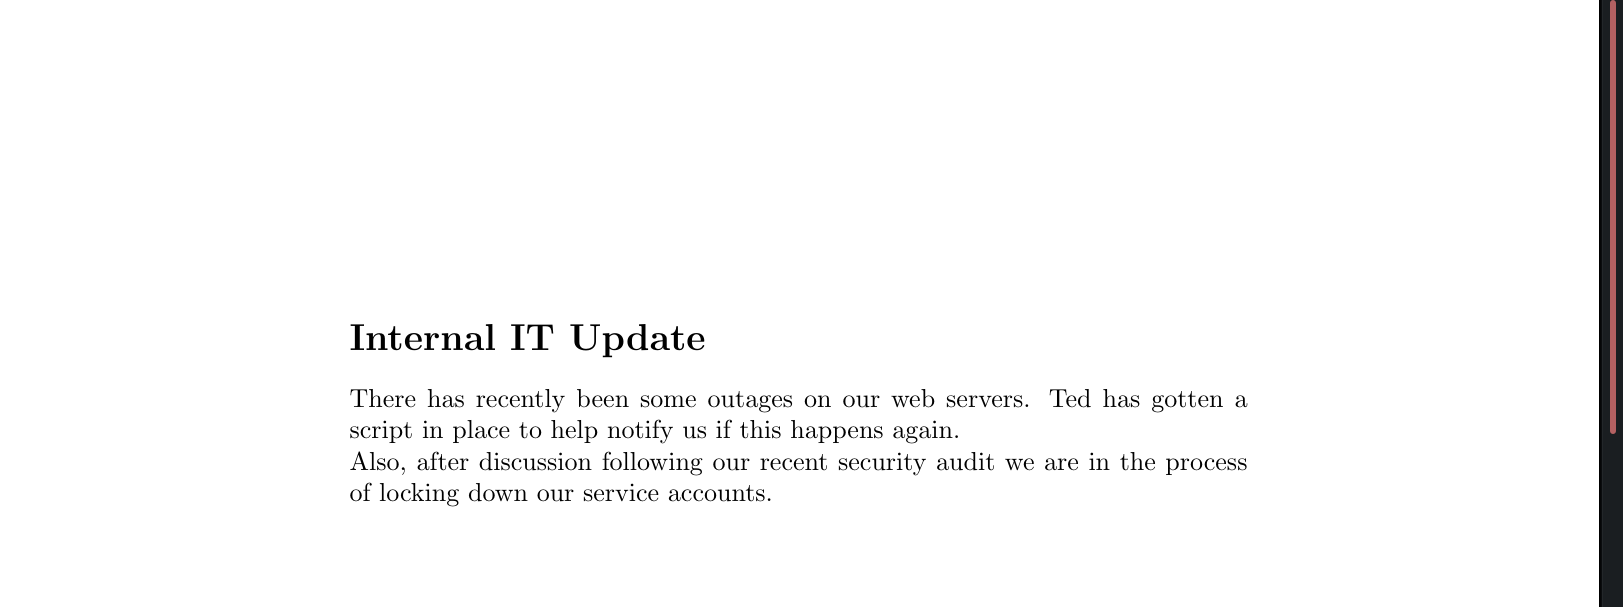 Internal IT Update
There has recently been some outages on our web servers. Ted has gotten a
script in place to help notify us if this happens again.
Also, after discussion following our recent security audit we are in the process
of locking down our service accounts.